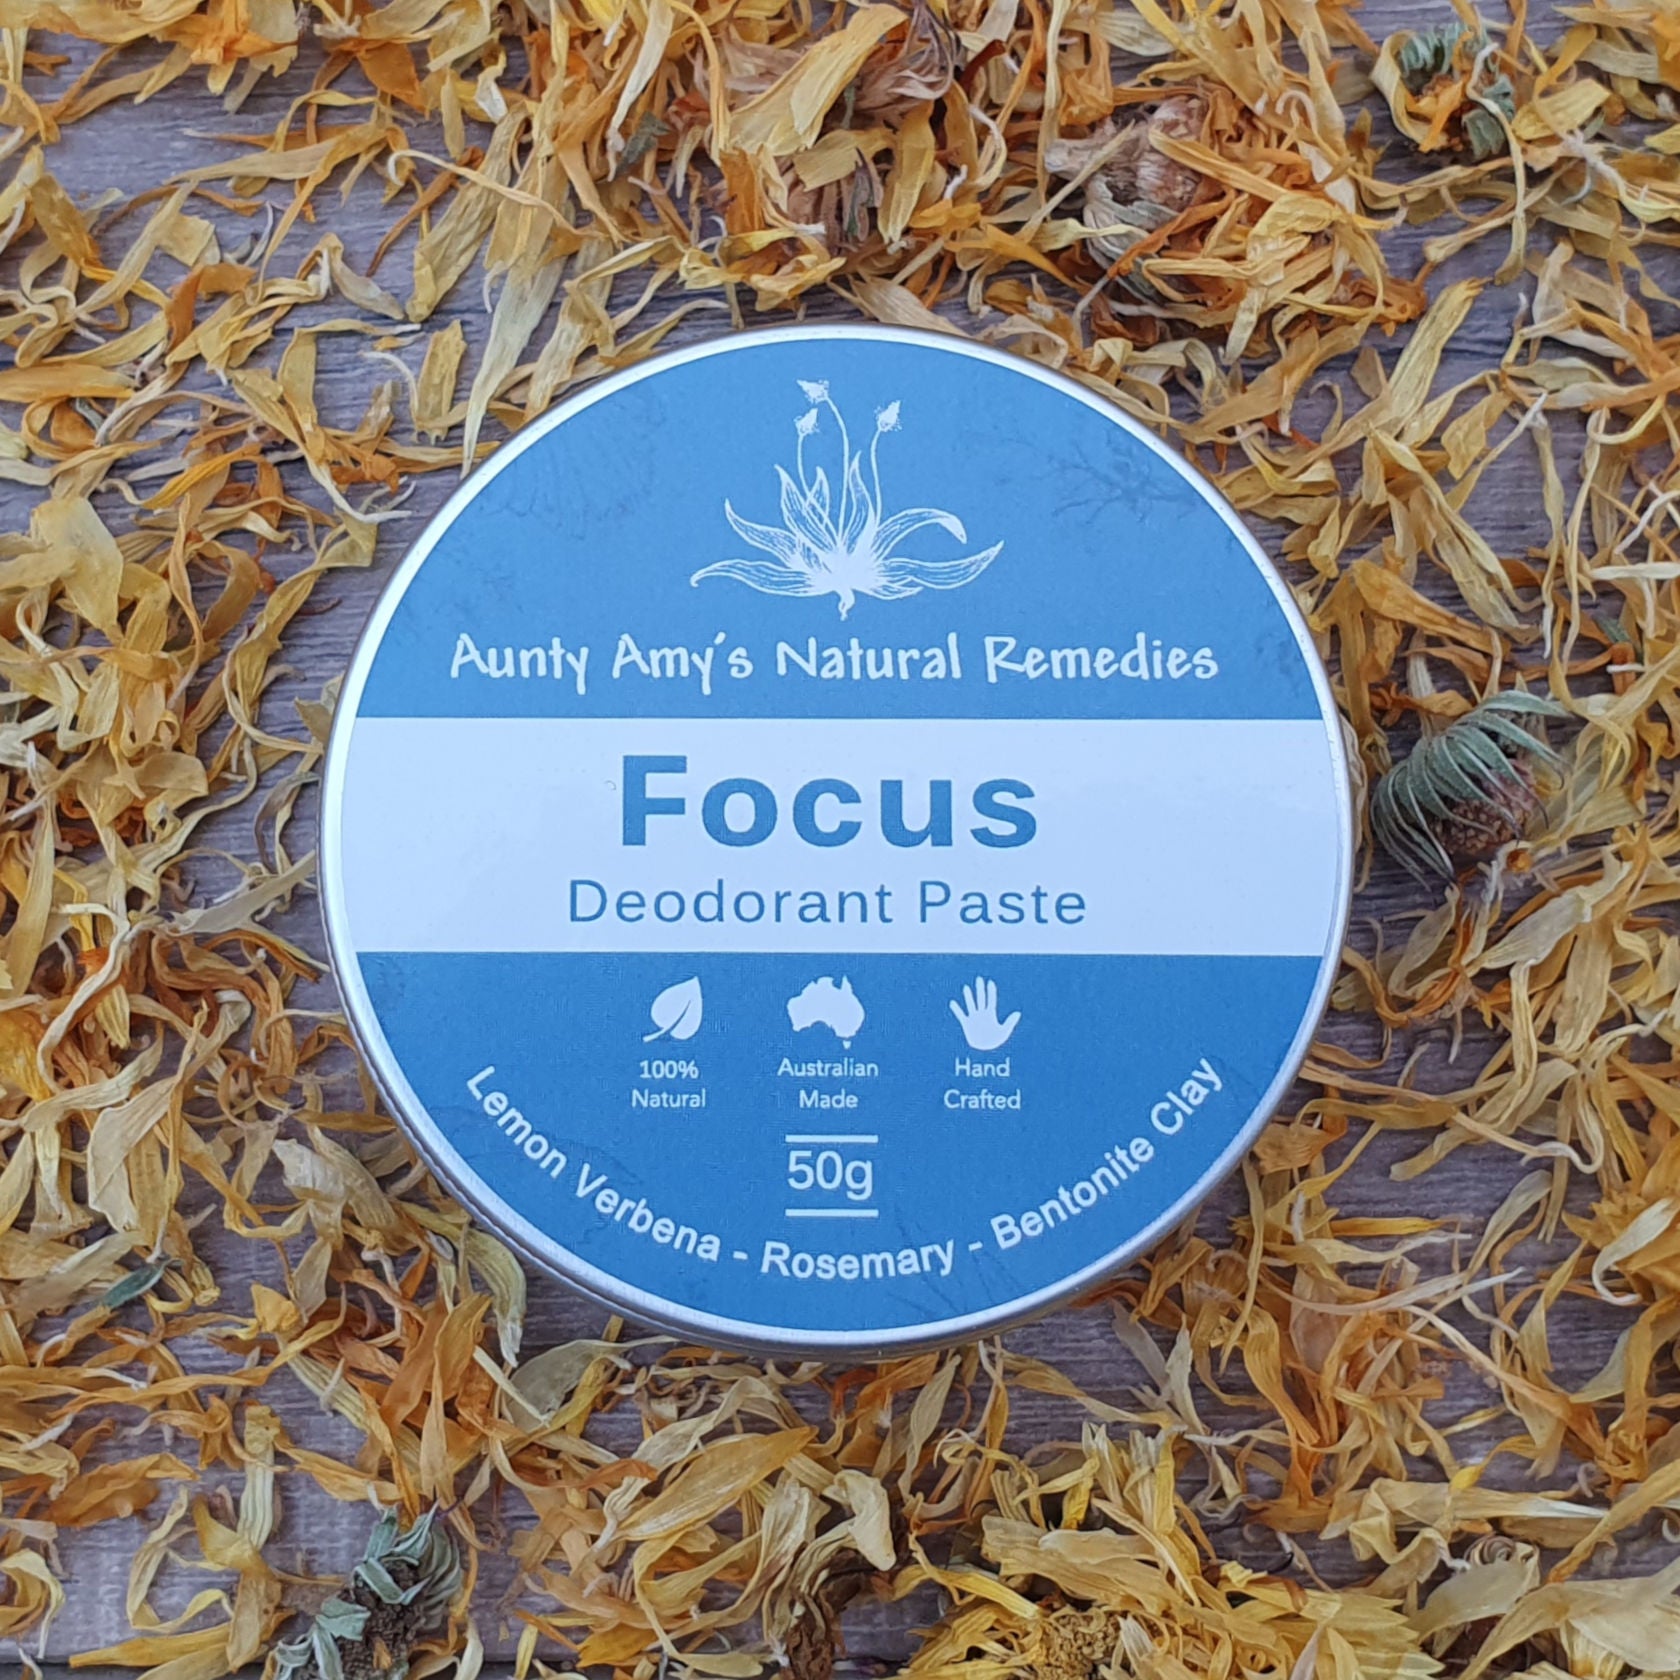 Aunty Amy's Natural Remedies
Focus
Deodorant Paste
100%
Natural
Australian
Made
Hand
Crafted
50g
Lemon Verbena - Rosemary - Bentonite Clay